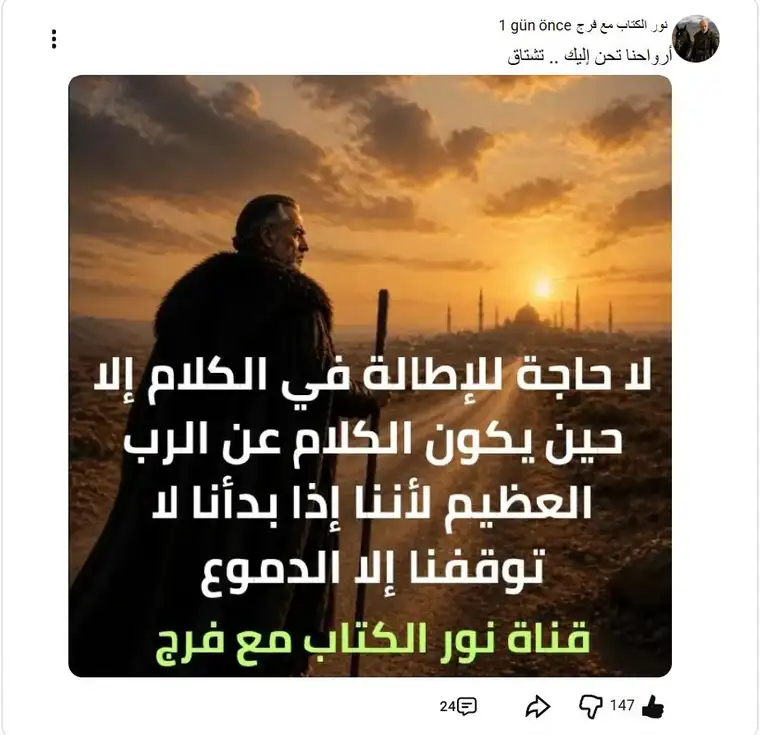 نور الكتاب مع فرج 1 gün önce
أرواحنا تحن إليك .. تشتاق
لا حاجة للإطالة في الكلام إلا
حين يكون الكلام عن الرب
العظيم لأننا إذا بدأنا لا
توقفنا إلا الدموع
قناة نور الكتاب مع فرج
147
24